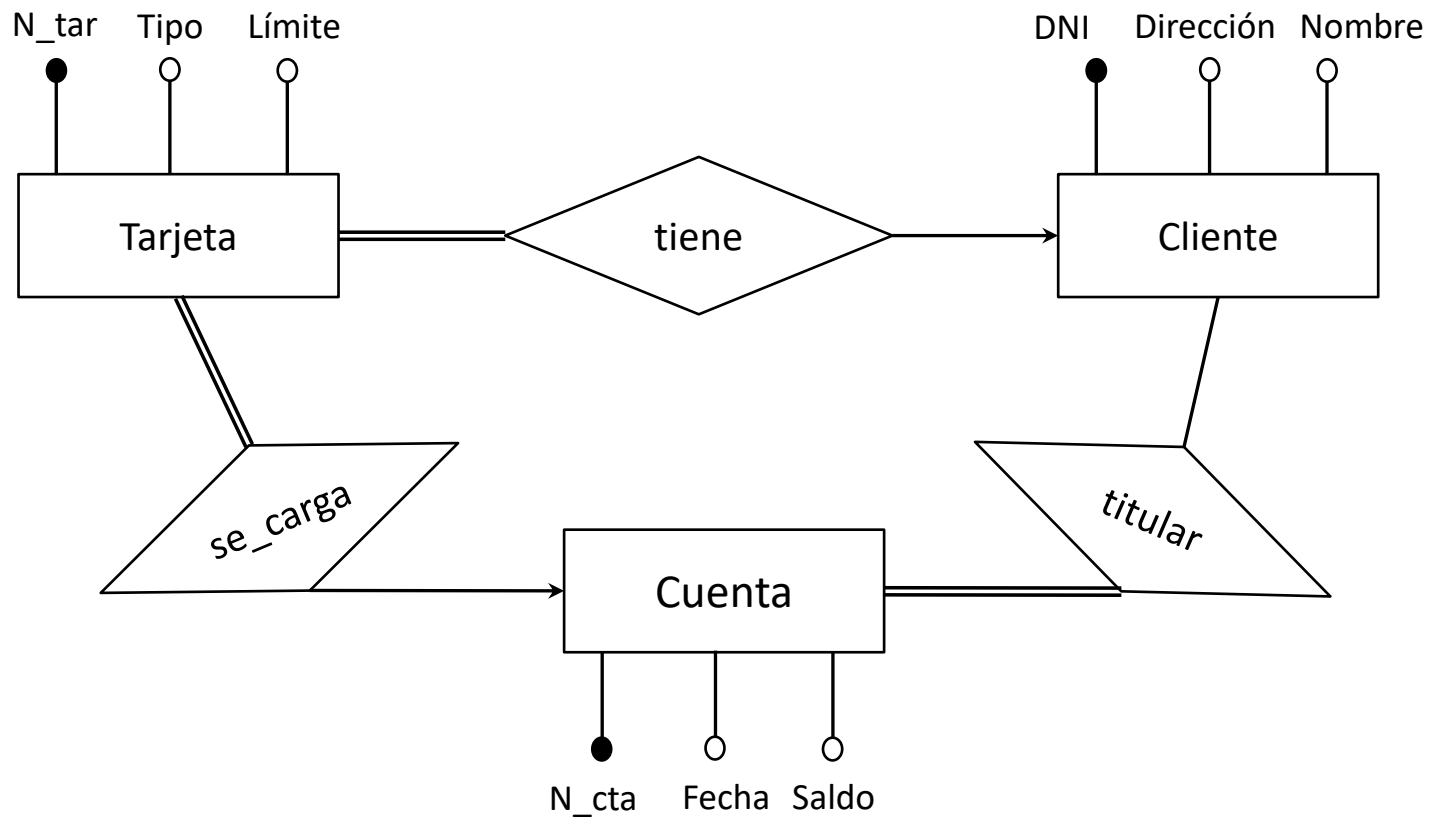 N_tar Tipo Límite
DNI Dirección Nombre
Tarjeta
tiene
Cliente
se_carga
titular
Cuenta
N_cta Fecha Saldo